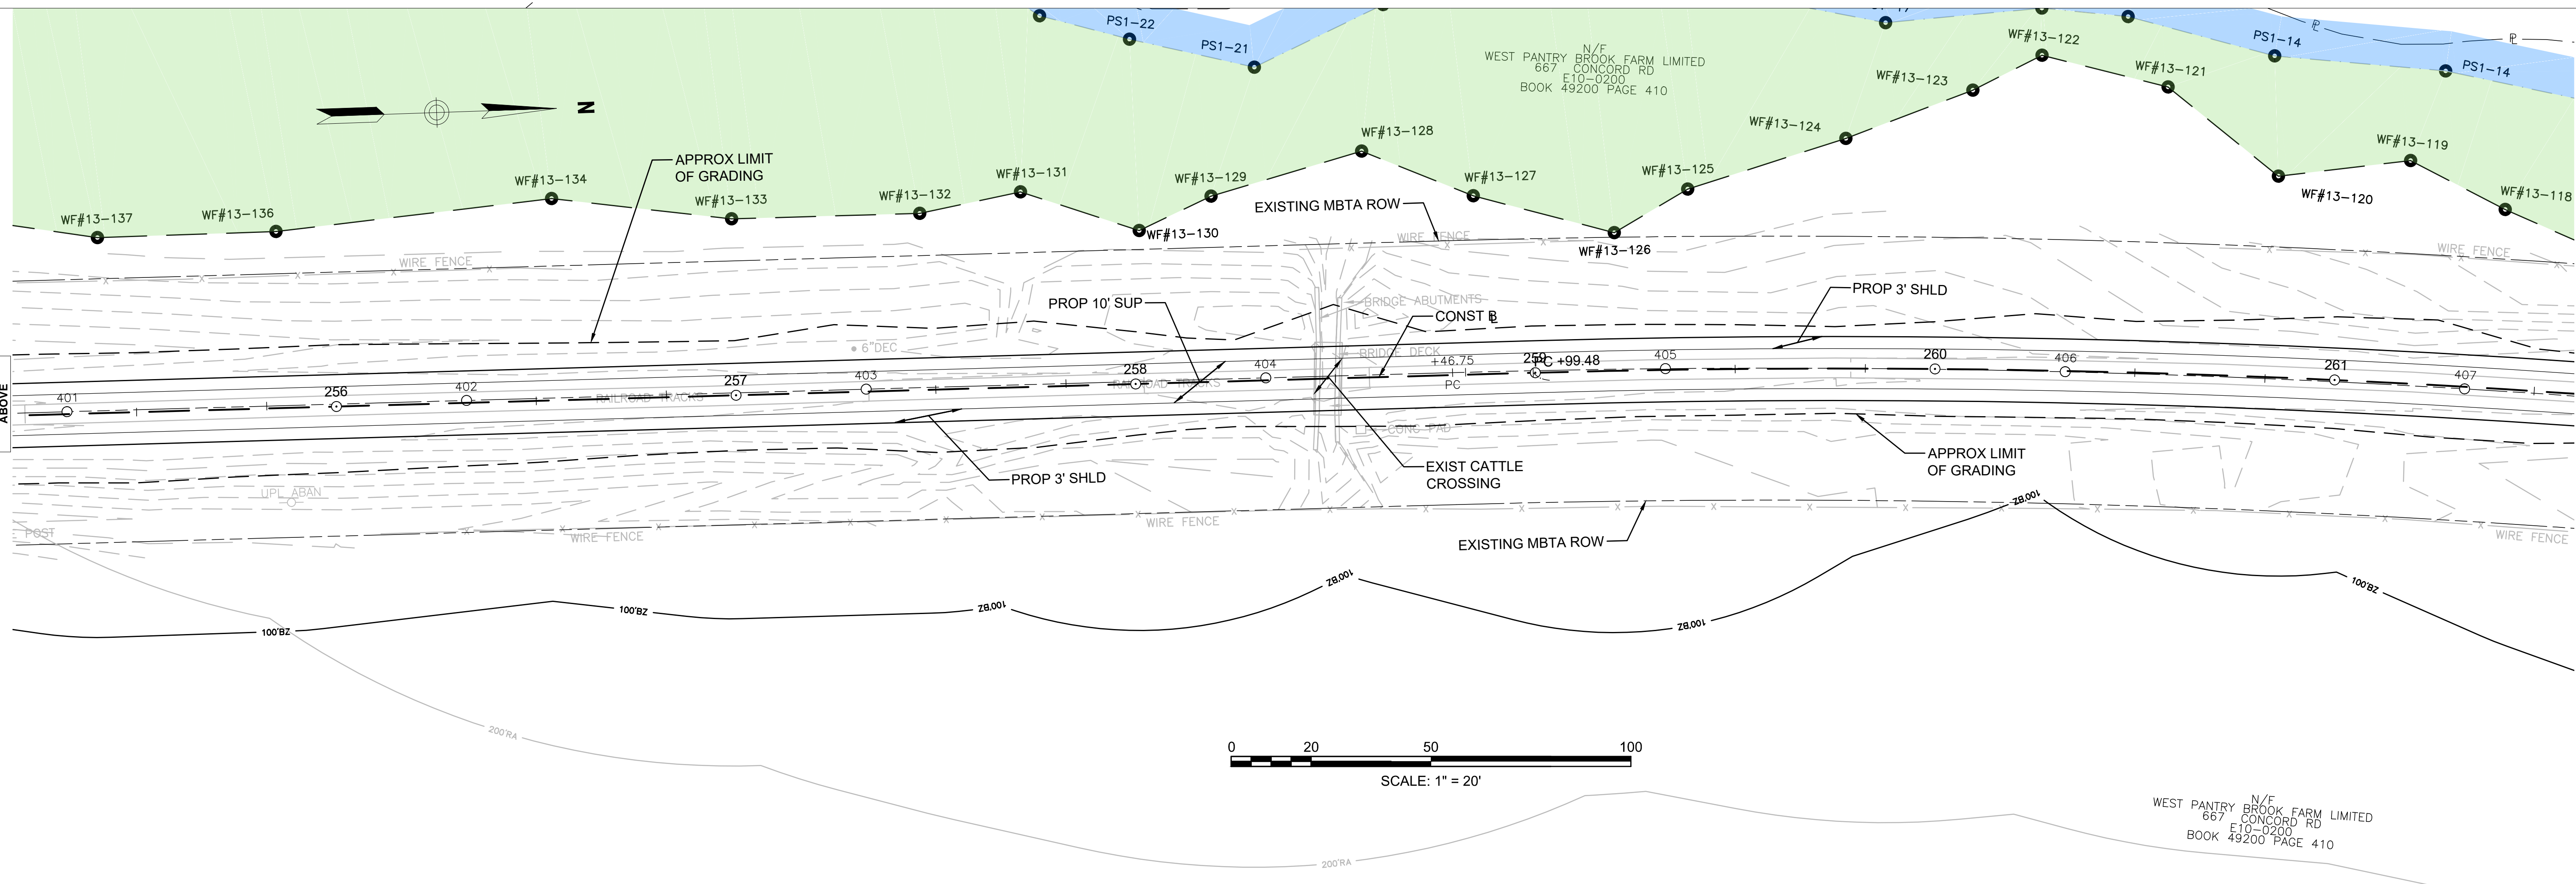 PS1-22
PS1-21
PS1-14
PS1-14
N/F
WEST PANTRY BROOK FARM LIMITED
667 CONCORD RD
E10-0200
BOOK 49200 PAGE 410
WF#13-122
WF#13-121
WF#13-123
WF#13-124
WF#13-128
WF#13-119
WF#13-120
WF#13-118
WF#13-125
WF#13-127
WF#13-126
WF#13-129
WF#13-130
WF#13-131
WF#13-132
WF#13-133
WF#13-134
WF#13-136
WF#13-137
N
APPROX LIMIT
OF GRADING
EXISTING MBTA ROW
WIRE FENCE
WIRE FENCE
WIRE FENCE
PROP 10' SUP
BRIDGE ABUTMENTS
CONST BL
PROP 3' SHLD
6"DEC
BRIDGE DECK
ABOVE
401
256
402
RAILROAD TRACKS
257
403
258
RAILROAD TRACKS
404
+46.75
PC
259
PC +99.48
405
260
406
261
407
CONC PAD
PROP 3' SHLD
EXIST CATTLE
CROSSING
APPROX LIMIT
OF GRADING
UPL ABAN
POST
WIRE FENCE
WIRE FENCE
WIRE FENCE
EXISTING MBTA ROW
100'BZ
100'BZ
100'BZ
100'BZ
100'BZ
100'BZ
100'BZ
200'RA
200'RA
0 20 50 100
SCALE: 1" = 20'
N/F
WEST PANTRY BROOK FARM LIMITED
667 CONCORD RD
E10-0200
BOOK 49200 PAGE 410